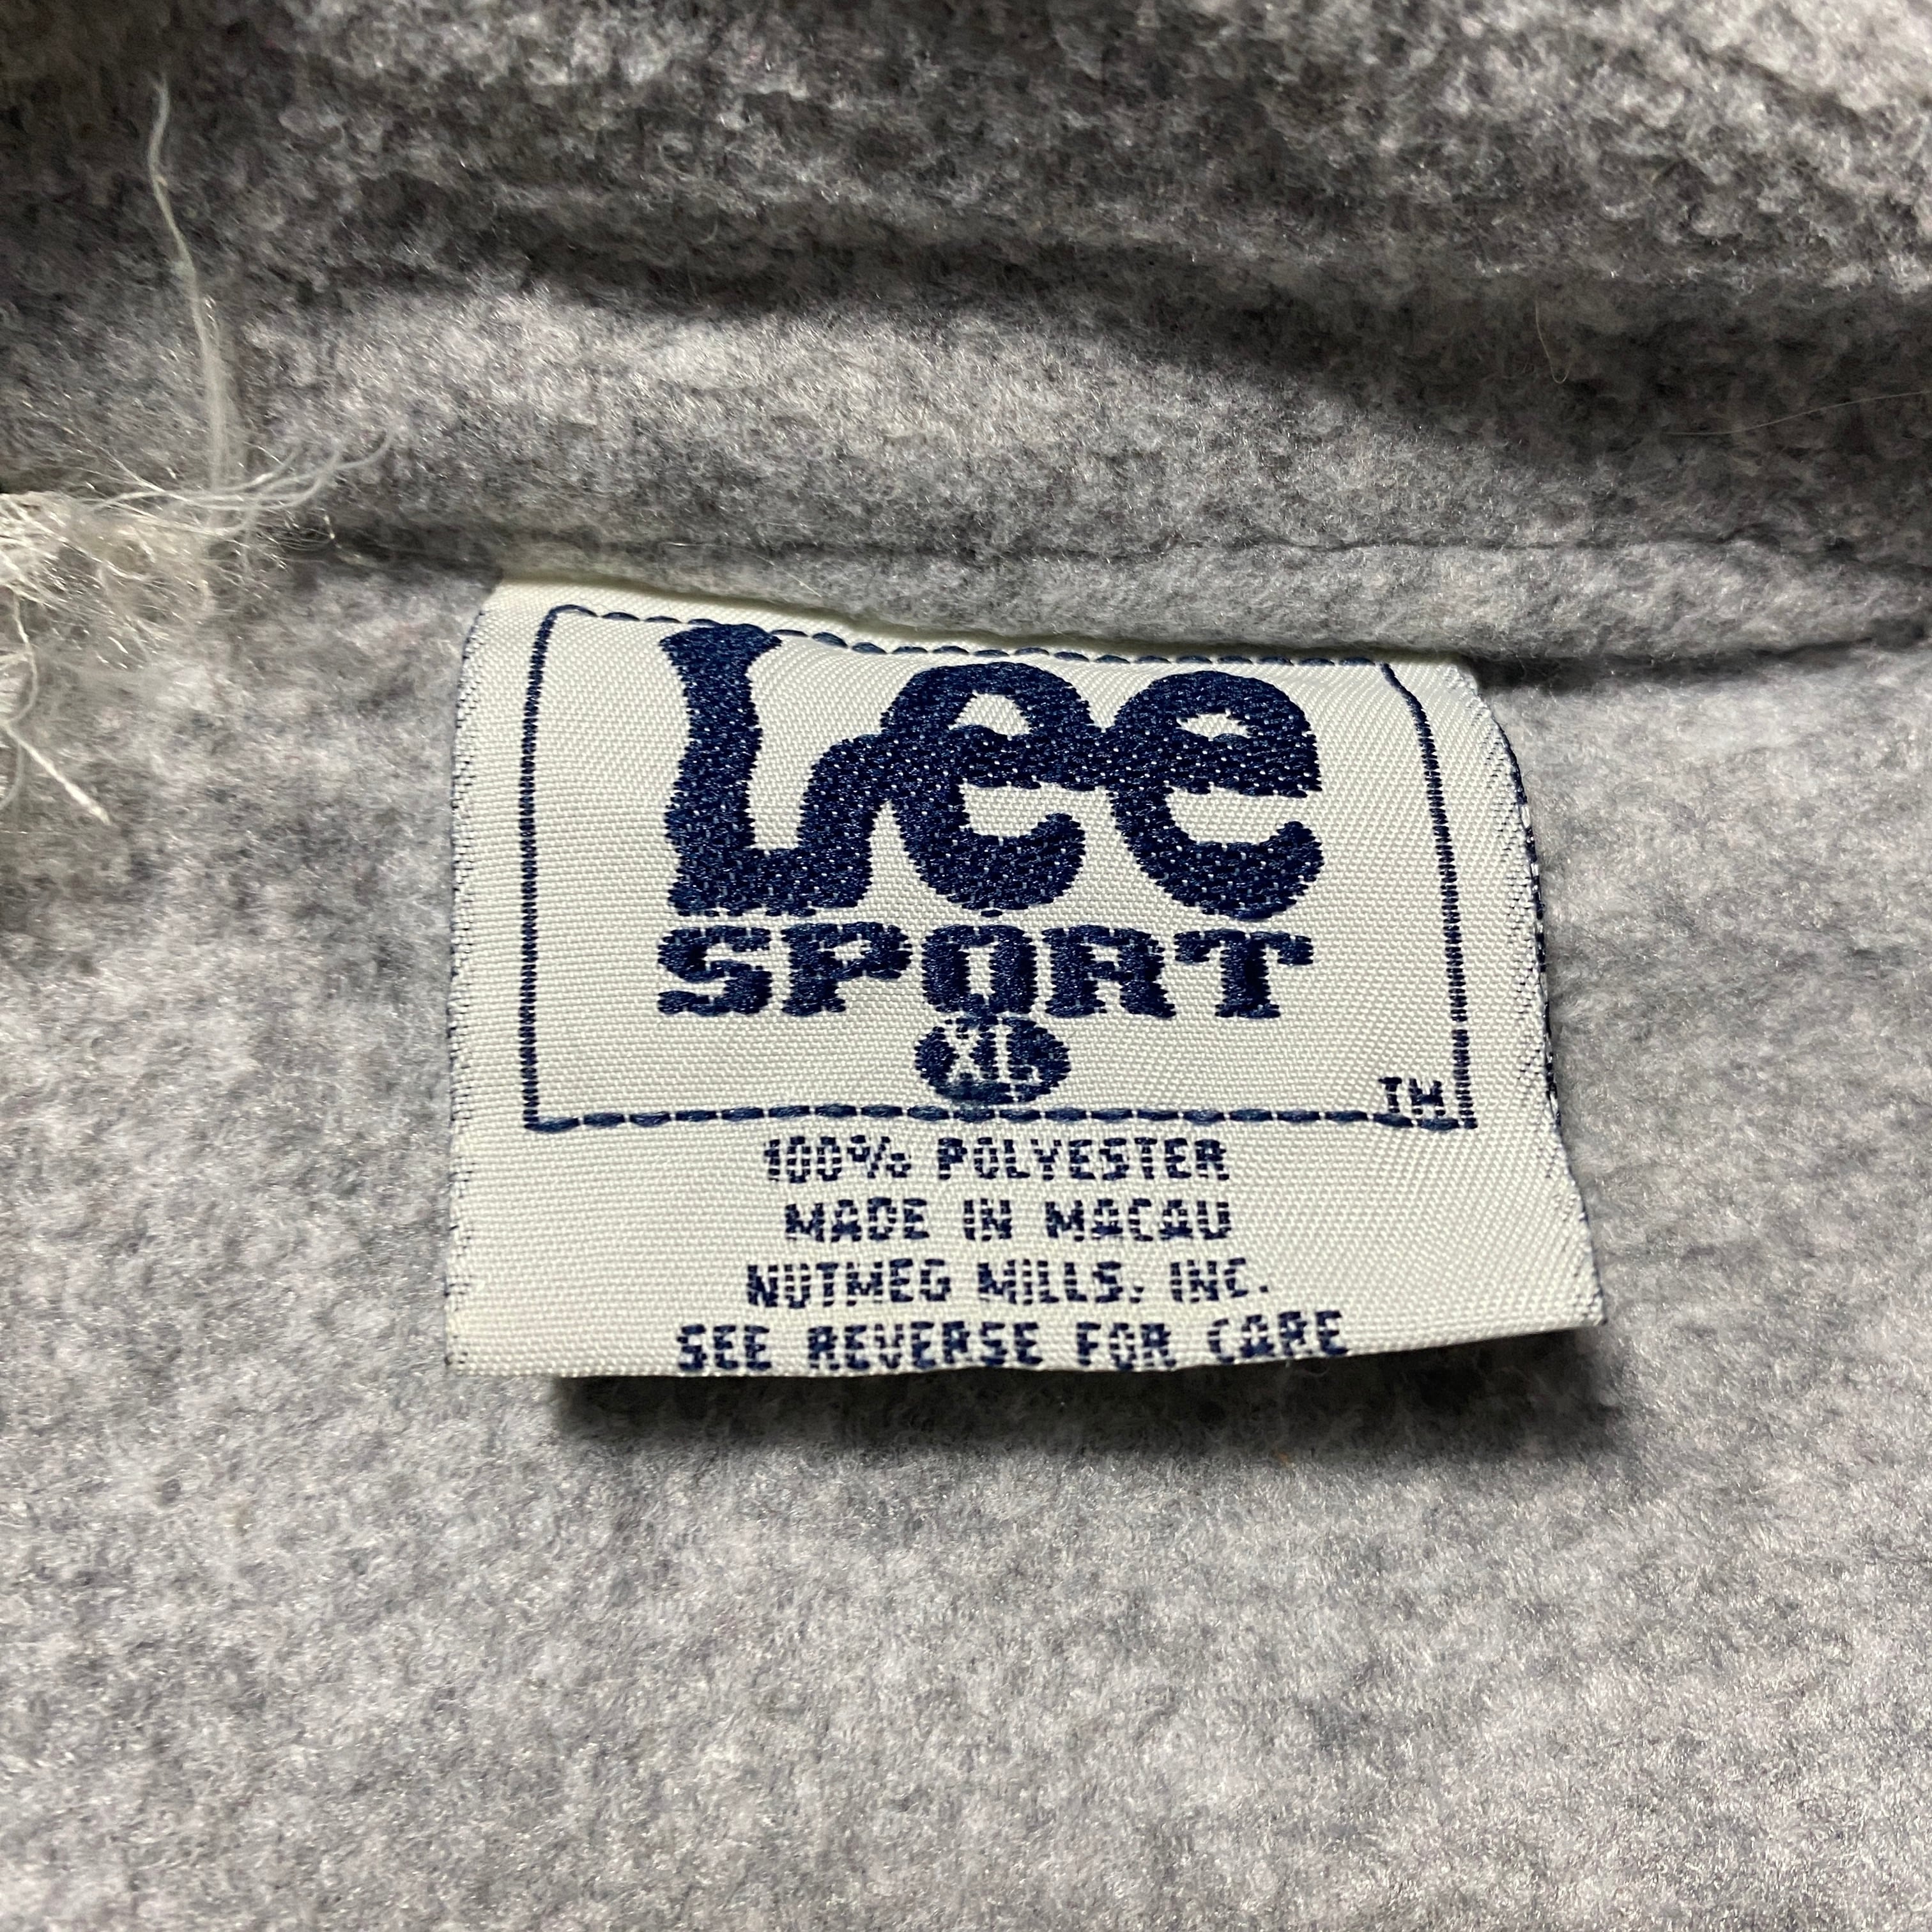 Lee
SPORT
XL
TM
100% POLYESTER
MADE IN MACAU
NUTMEG MILLS, INC.
SEE REVERSE FOR CARE